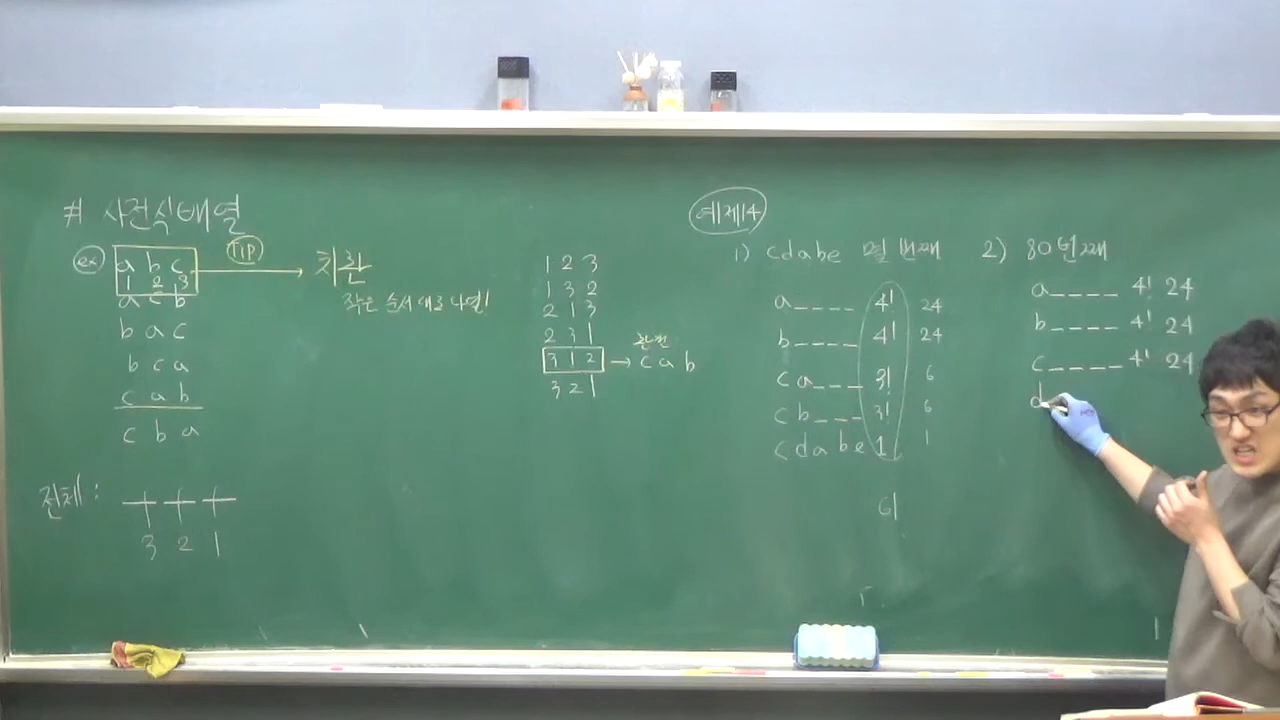 # 사전식배열
ex a b c TIP 치환
1 2 3 작은 순서대로 나열!
a c b
b a c
b c a
c a b
c b a
전체 :
3 2 1
1 2 3
1 3 2
2 1 3
2 3 1
3 1 2 → c a b
3 2 1
예제14
1) cdabe 몇 번째
a _ _ _ _ 4! 24
b _ _ _ _ 4! 24
c a _ _ _ 3! 6
c b _ _ _ 3! 6
c d a b e 1 1
61
2) 80번째
a _ _ _ _ 4! 24
b _ _ _ _ 4! 24
c _ _ _ _ 4! 24
d